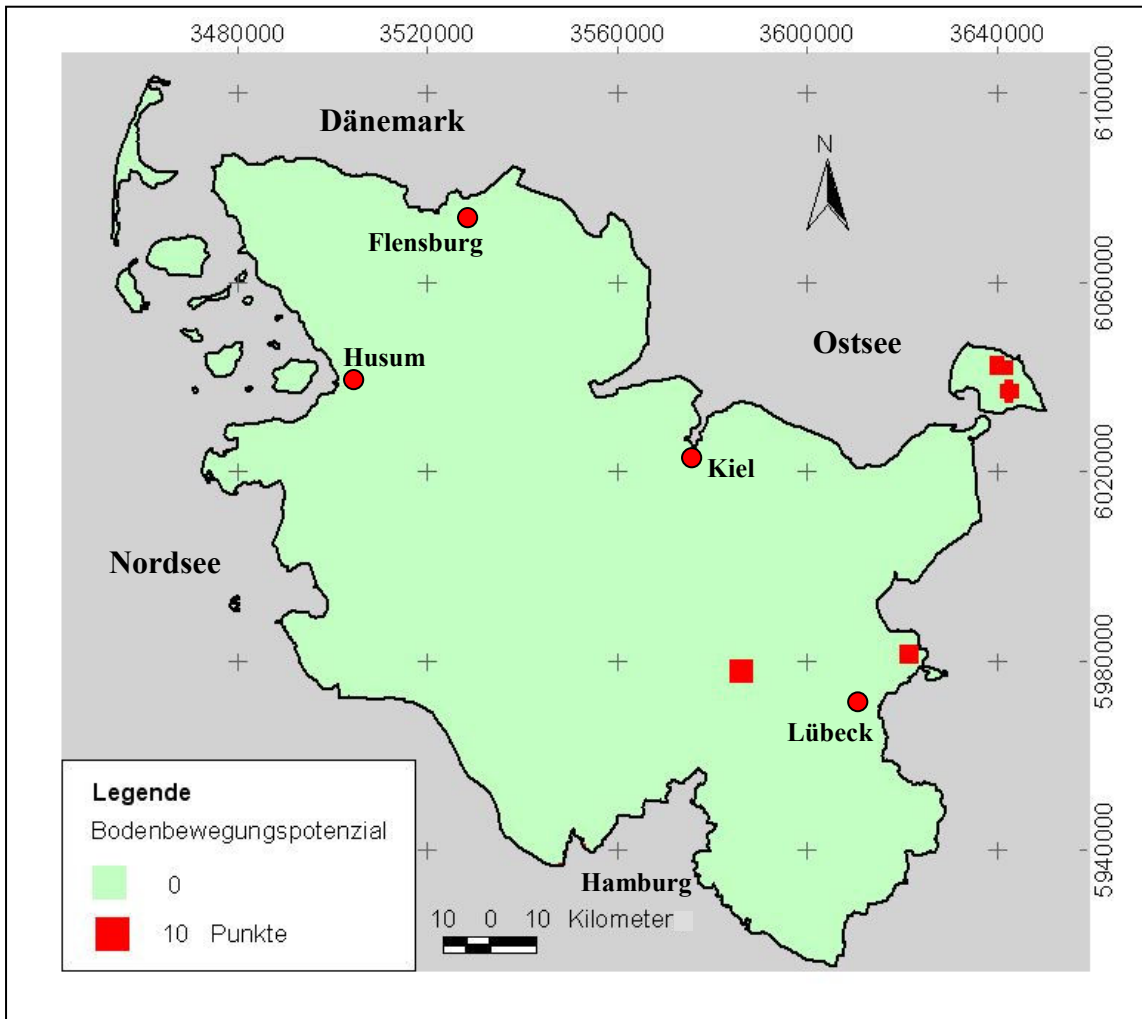 3480000 3520000 3560000 3600000 3640000
6100000
Dänemark
N
Flensburg
6060000
Ostsee
Husum
Kiel
6020000
Nordsee
5980000
Lübeck
Legende
Bodenbewegungspotenzial
0
10 Punkte
5940000
Hamburg
10 0 10 Kilometer